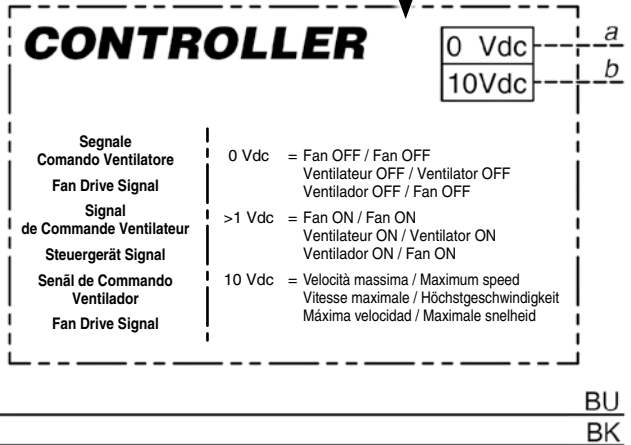 CONTROLLER
0 Vdc
a
10Vdc
b
Segnale
Comando Ventilatore
Fan Drive Signal
Signal
de Commande Ventilateur
Steuergerät Signal
Senãl de Commando
Ventilador
Fan Drive Signal
0 Vdc = Fan OFF / Fan OFF
Ventilateur OFF / Ventilator OFF
Ventilador OFF / Fan OFF
>1 Vdc = Fan ON / Fan ON
Ventilateur ON / Ventilator ON
Ventilador ON / Fan ON
10 Vdc = Velocità massima / Maximum speed
Vitesse maximale / Höchstgeschwindigkeit
Máxima velocidad / Maximale snelheid
BU
BK